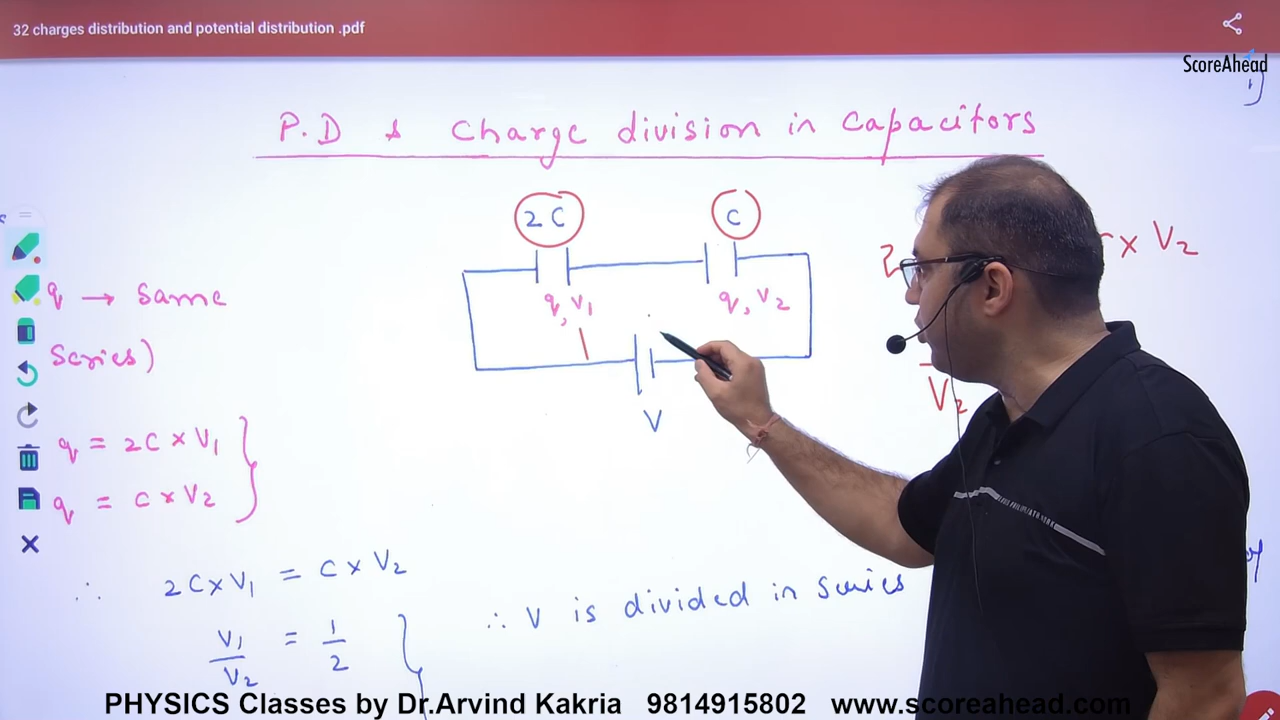 32 charges distribution and potential distribution .pdf
ScoreAhead
P.D & Charge division in capacitors
2C
C
q, V1
q, V2
V
× V2
V2
q → Same
Series)
q = 2C × V1
q = C × V2
∴ 2C × V1 = C × V2
V1/V2 = 1/2
∴ V is divided in series
PHYSICS Classes by Dr.Arvind Kakria 9814915802 www.scoreahead.com